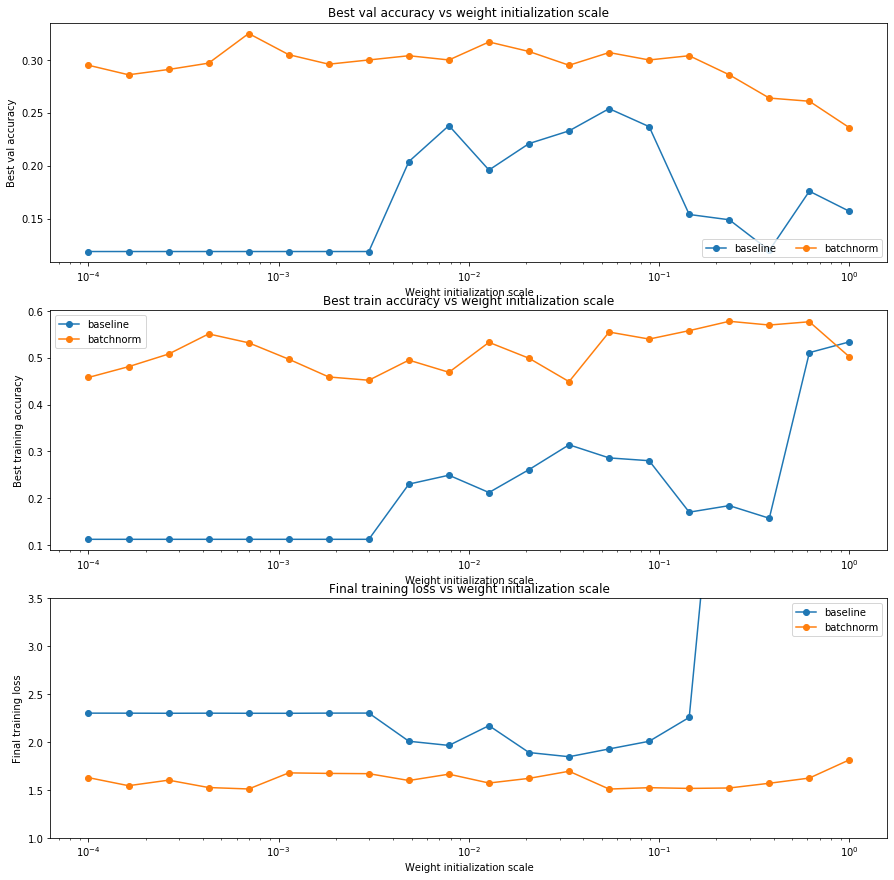 Best val accuracy vs weight initialization scale
Best val accuracy
0.30
0.25
0.20
0.15
baseline batchnorm
10⁻⁴ 10⁻³ 10⁻² 10⁻¹ 10⁰
Weight initialization scale
Best train accuracy vs weight initialization scale
Best training accuracy
0.6
0.5
0.4
0.3
0.2
0.1
baseline
batchnorm
10⁻⁴ 10⁻³ 10⁻² 10⁻¹ 10⁰
Weight initialization scale
Final training loss vs weight initialization scale
Final training loss
3.5
3.0
2.5
2.0
1.5
1.0
baseline
batchnorm
10⁻⁴ 10⁻³ 10⁻² 10⁻¹ 10⁰
Weight initialization scale